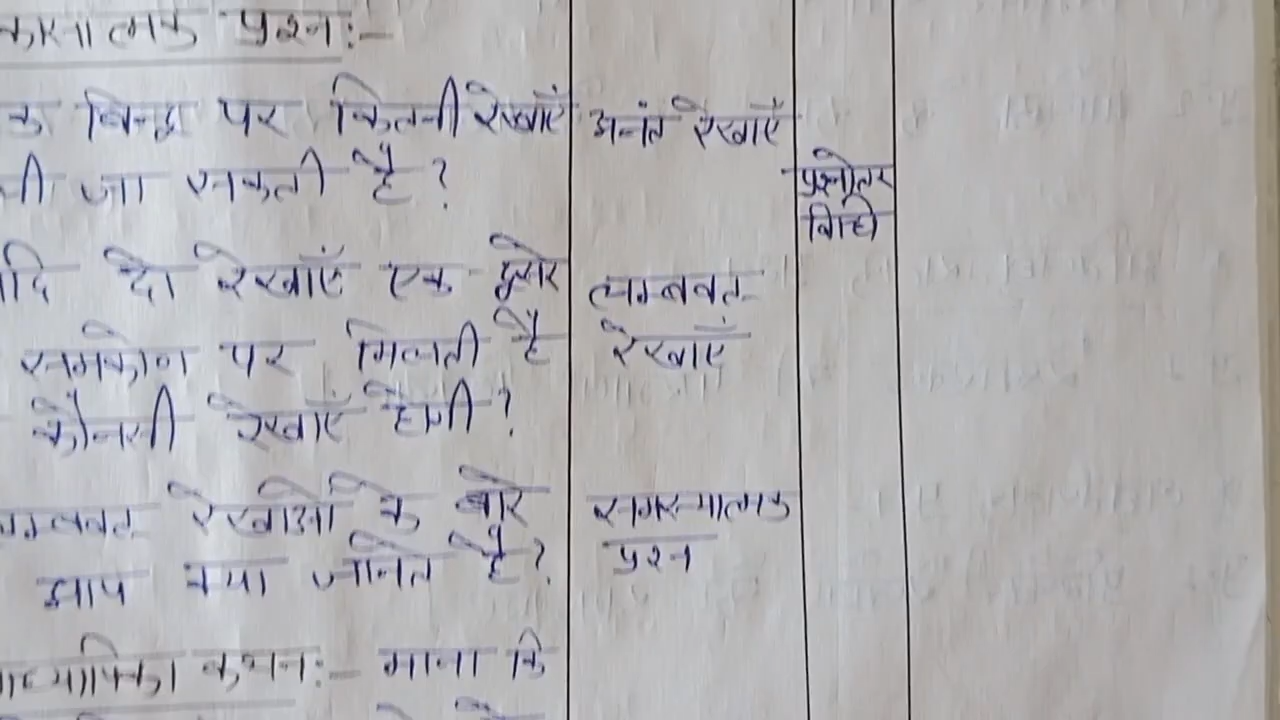 प्रश्न :-
बिन्दु पर कितनी रेखाएँ
जा सकती है ?
अनंत रेखाएँ
प्रश्नोतर
विधि
दो रेखाएँ एक दूसरे
समकोण पर मिलती है
कौनसी रेखाएँ होगी ?
लम्बवत
रेखाएँ
रेखाओं के बारे
आप क्या जानते है ?
समस्यात्मक
प्रश्न
कथन :- माना कि